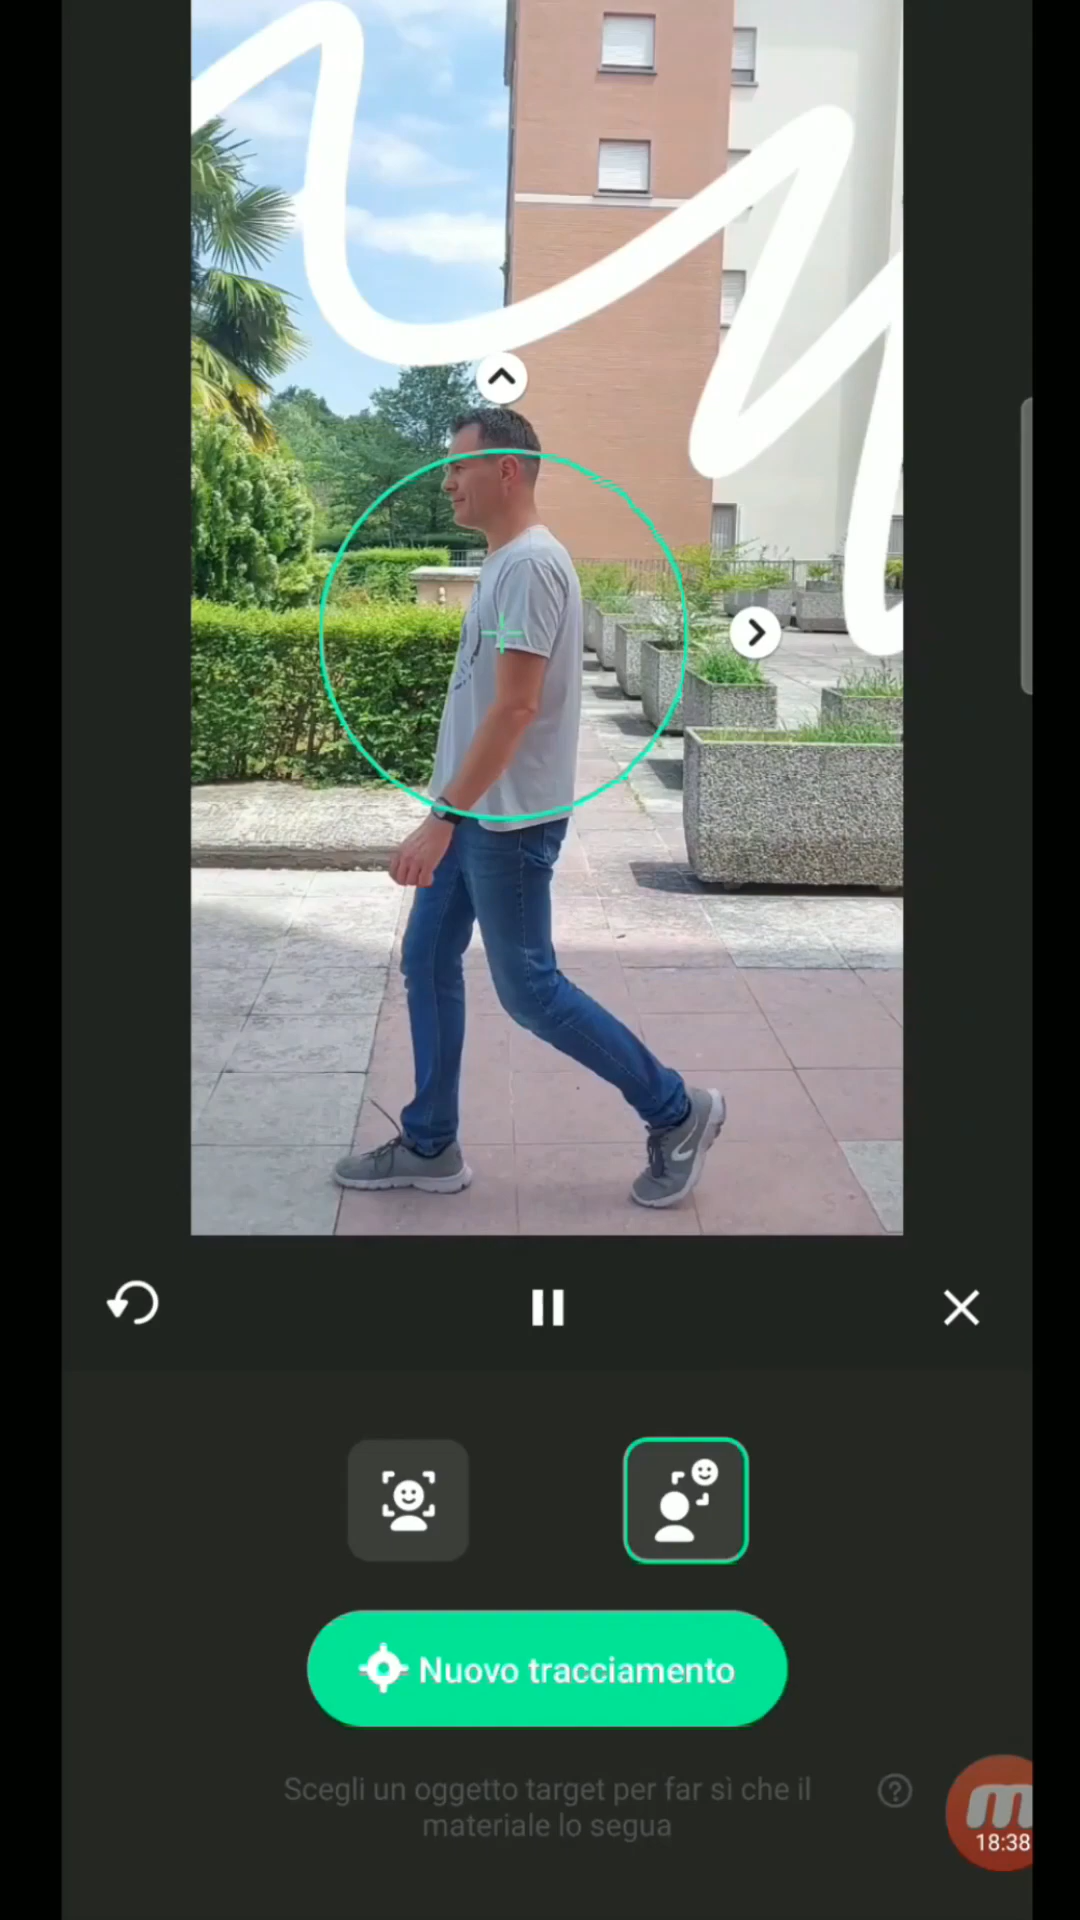 Nuovo tracciamento
Scegli un oggetto target per far sì che il
materiale lo segua
18:38